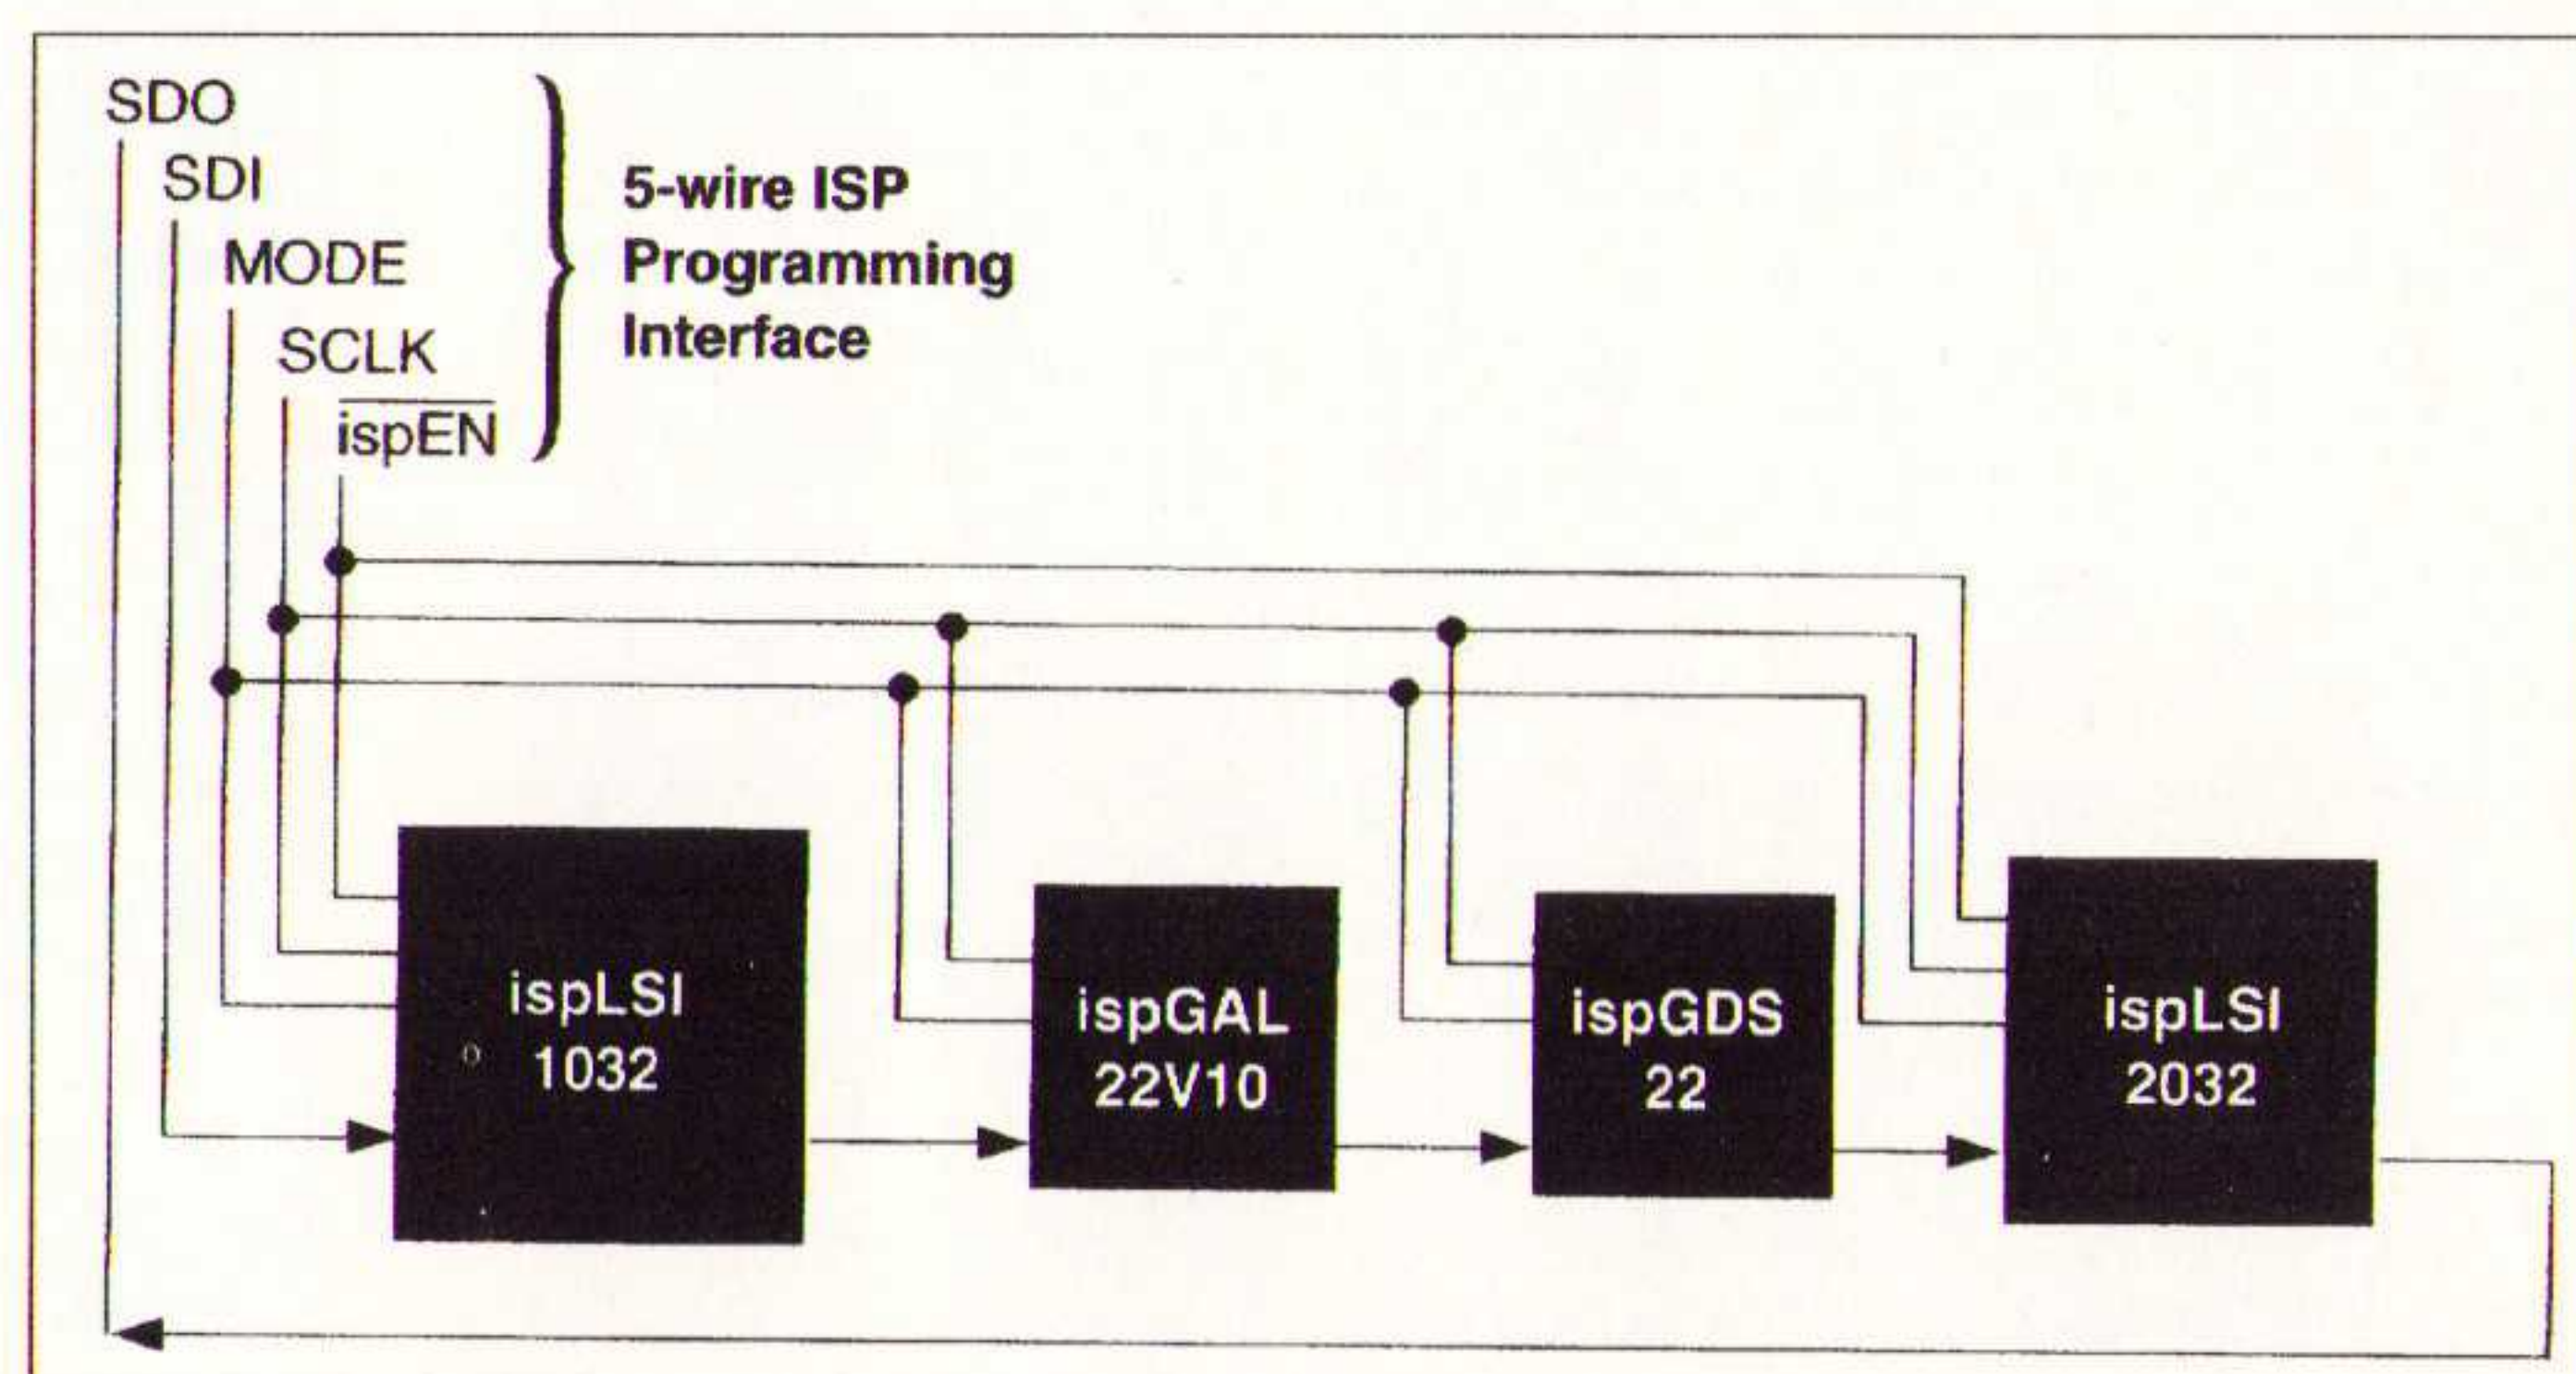 SDO
SDI
MODE
SCLK
ispEN
5-wire ISP
Programming
Interface
ispLSI
1032
ispGAL
22V10
ispGDS
22
ispLSI
2032